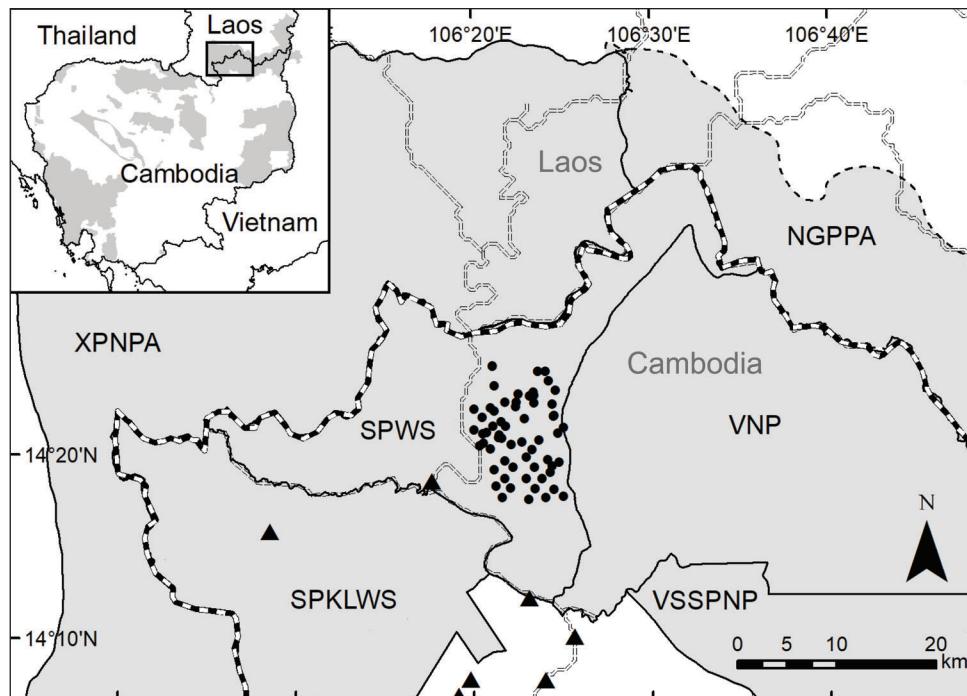 Thailand
Laos
Cambodia
Vietnam
106°20'E
106°30'E
106°40'E
Laos
NGPPA
XPNPA
Cambodia
SPWS
VNP
14°20'N
N
SPKLWS
VSSPNP
14°10'N
0 5 10 20
km